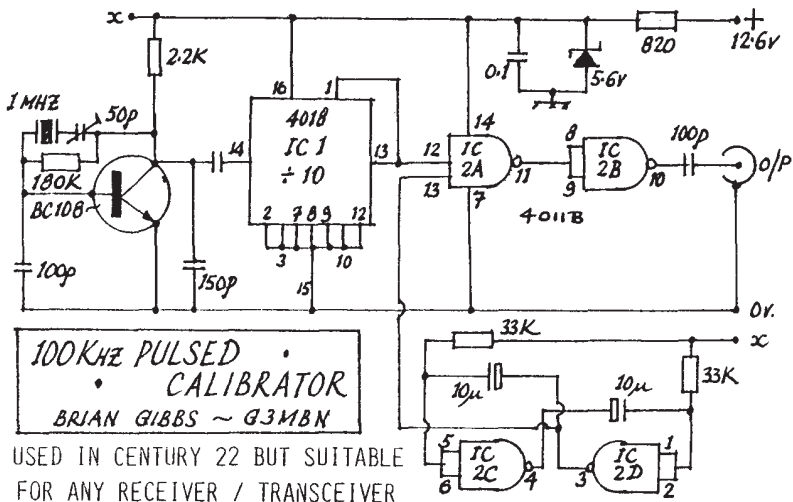 x
2.2K
820
+
12.6V
0.1
5.6V
1MHZ
50p
180K
BC108~
100p
150p
16
1
4018
IC 1
÷10
14
13
2
3
7
8
9
10
12
15
12
13
14
IC
2A
11
7
8
9
IC
2B
10
4011B
100p
O/P
0v.
x
33K
33K
10µ
10µ
5
6
IC
2C
4
3
IC
2D
1
2
100KHZ PULSED
CALIBRATOR
BRIAN GIBBS ~ G3MBN
USED IN CENTURY 22 BUT SUITABLE
FOR ANY RECEIVER / TRANSCEIVER